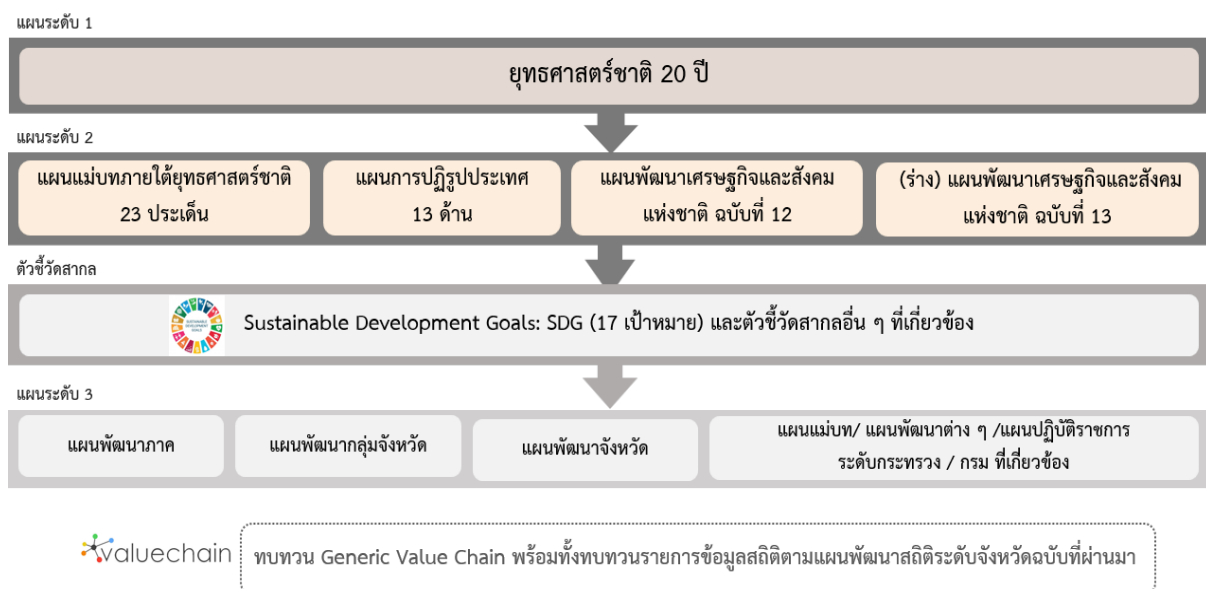 แผนระดับ 1
ยุทธศาสตร์ชาติ 20 ปี
แผนระดับ 2
แผนแม่บทภายใต้ยุทธศาสตร์ชาติ
23 ประเด็น
แผนการปฏิรูปประเทศ
13 ด้าน
แผนพัฒนาเศรษฐกิจและสังคม
แห่งชาติ ฉบับที่ 12
(ร่าง) แผนพัฒนาเศรษฐกิจและสังคม
แห่งชาติ ฉบับที่ 13
ตัวชี้วัดสากล
SUSTAINABLE
DEVELOPMENT
GOALS
Sustainable Development Goals: SDG (17 เป้าหมาย) และตัวชี้วัดสากลอื่น ๆ ที่เกี่ยวข้อง
แผนระดับ 3
แผนพัฒนาภาค
แผนพัฒนากลุ่มจังหวัด
แผนพัฒนาจังหวัด
แผนแม่บท/ แผนพัฒนาต่าง ๆ /แผนปฏิบัติราชการ
ระดับกระทรวง / กรม ที่เกี่ยวข้อง
valuechain
ทบทวน Generic Value Chain พร้อมทั้งทบทวนรายการข้อมูลสถิติตามแผนพัฒนาสถิติระดับจังหวัดฉบับที่ผ่านมา